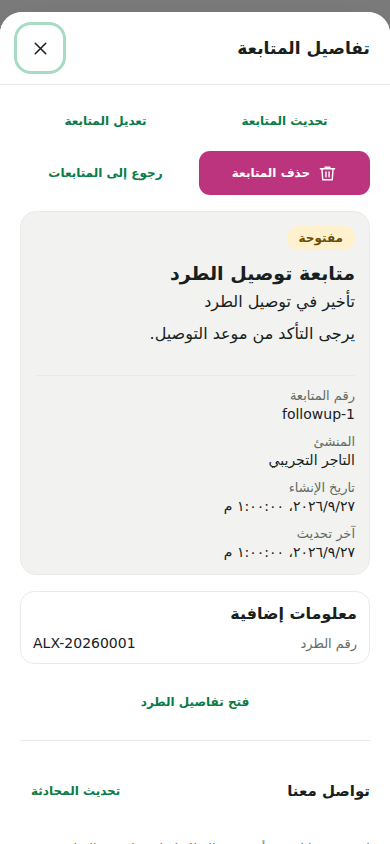 تفاصيل المتابعة
تحديث المتابعة
تعديل المتابعة
حذف المتابعة
رجوع إلى المتابعات
مفتوحة
متابعة توصيل الطرد
تأخير في توصيل الطرد
يرجى التأكد من موعد التوصيل.
رقم المتابعة
followup-1
المنشئ
التاجر التجريبي
تاريخ الإنشاء
٢٠٢٦/٩/٢٧، ١:٠٠:٠٠ م
آخر تحديث
٢٠٢٦/٩/٢٧، ١:٠٠:٠٠ م
معلومات إضافية
رقم الطرد
ALX-20260001
فتح تفاصيل الطرد
تواصل معنا
تحديث المحادثة